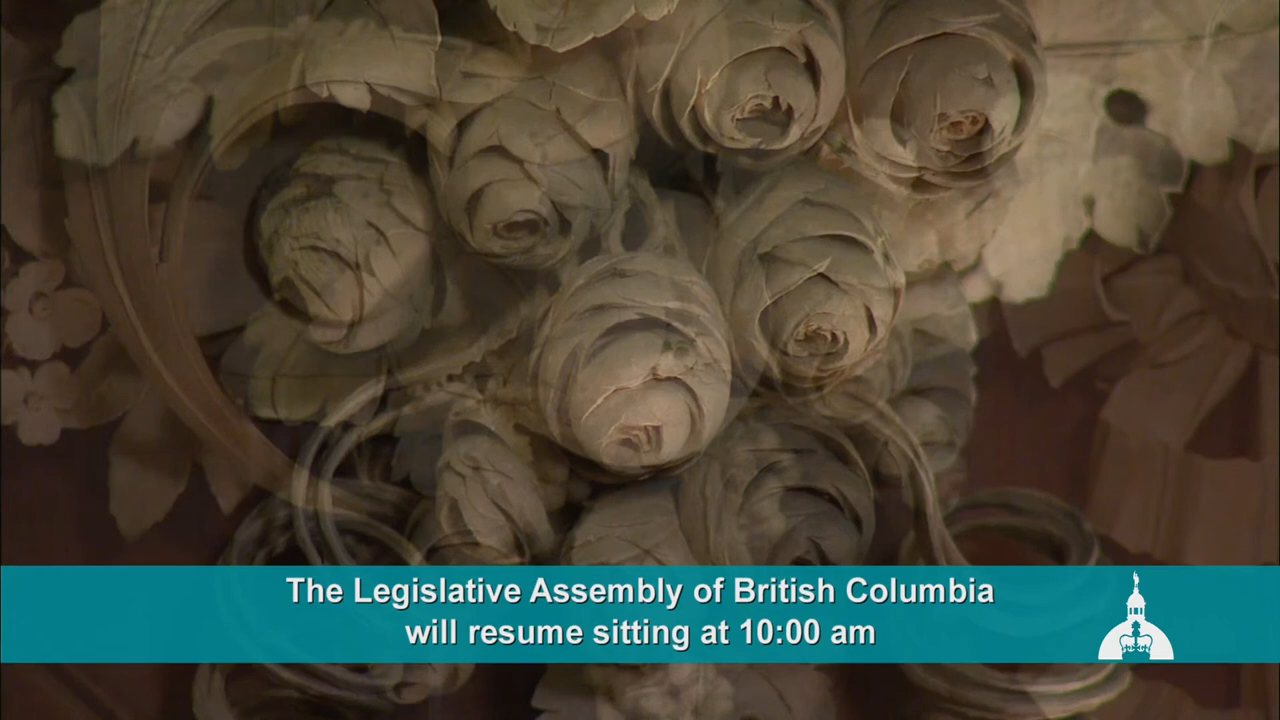 The Legislative Assembly of British Columbia
will resume sitting at 10:00 am